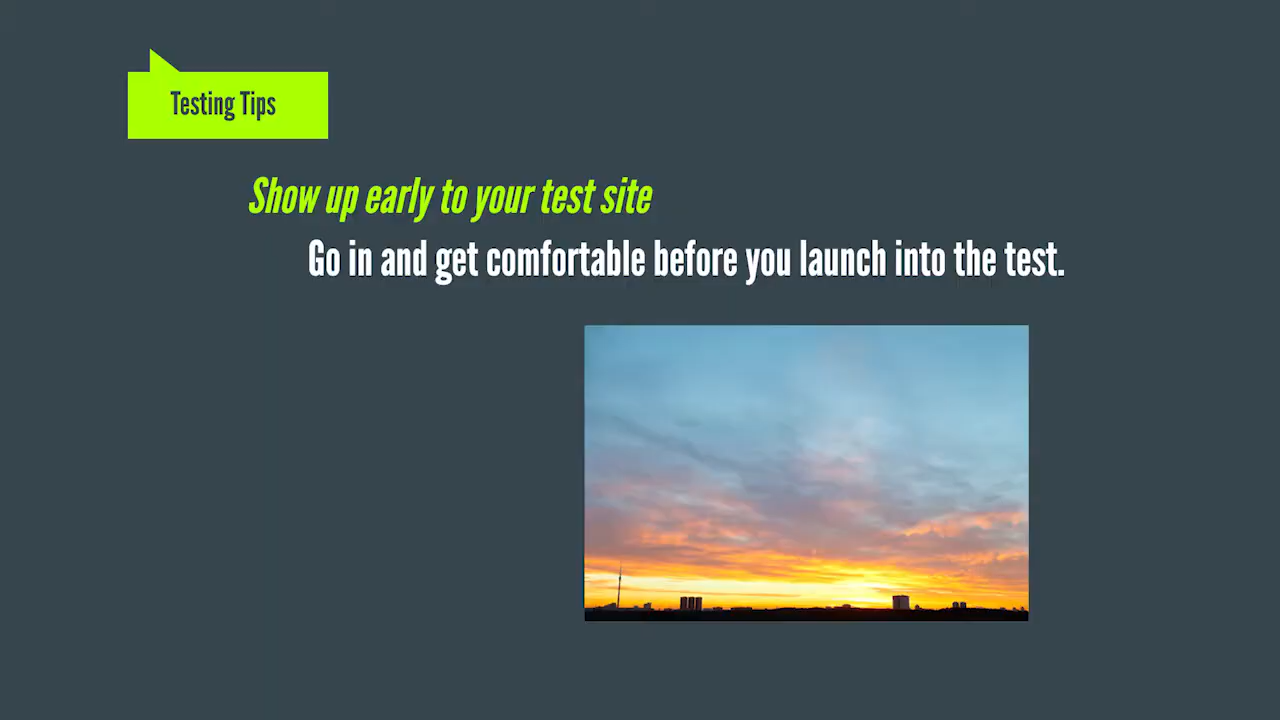 Testing Tips
Show up early to your test site
Go in and get comfortable before you launch into the test.